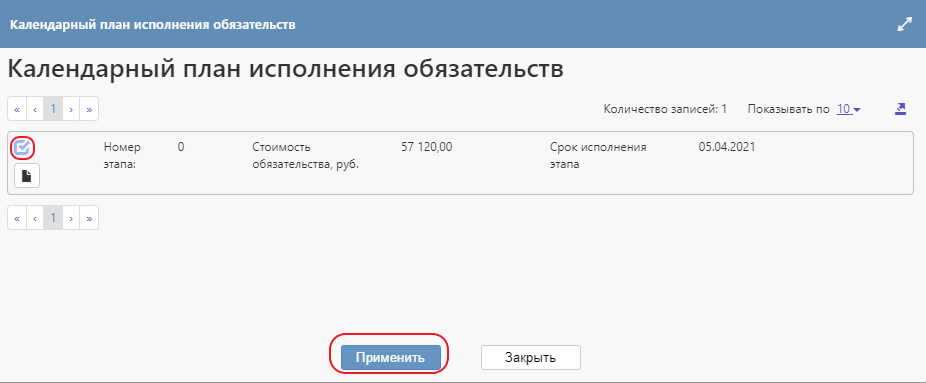 Календарный план исполнения обязательств
Календарный план исполнения обязательств
« ‹ 1 › » Количество записей: 1 Показывать по 10
Номер этапа: 0 Стоимость обязательства, руб. 57 120,00 Срок исполнения этапа 05.04.2021
« ‹ 1 › »
Применить Закрыть